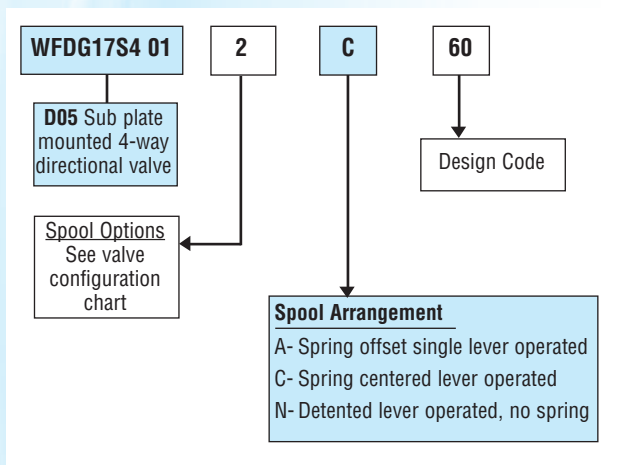 WFDG17S4 01
2
C
60
D05 Sub plate
mounted 4-way
directional valve
Design Code
Spool Options
See valve
configuration
chart
Spool Arrangement
A- Spring offset single lever operated
C- Spring centered lever operated
N- Detented lever operated, no spring